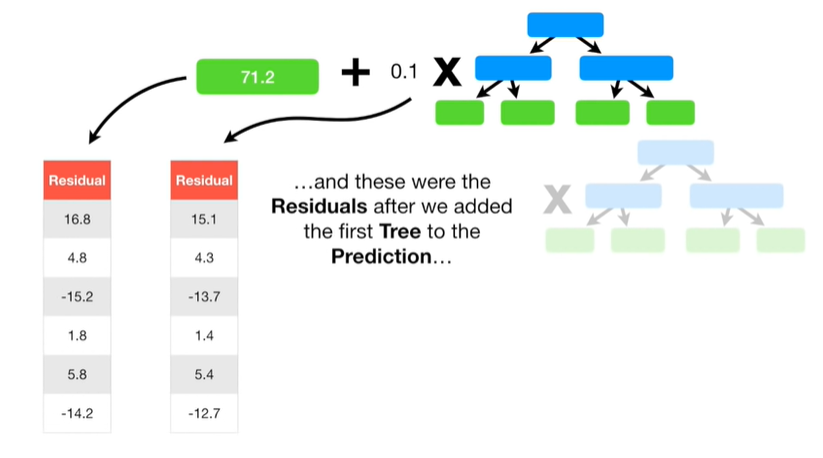 71.2 + 0.1 X
X
Residual
16.8
4.8
-15.2
1.8
5.8
-14.2
Residual
15.1
4.3
-13.7
1.4
5.4
-12.7
…and these were the
Residuals after we added
the first Tree to the
Prediction…